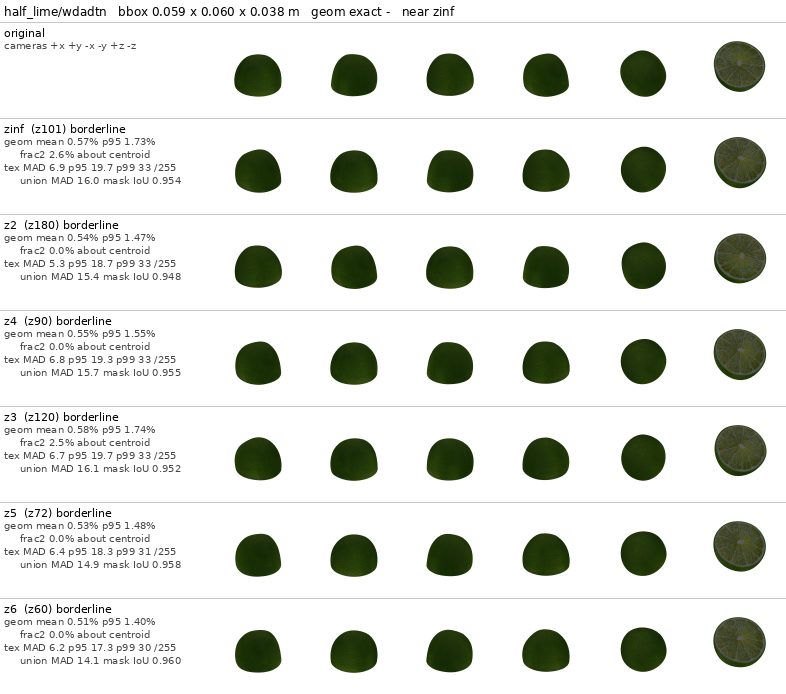 half_lime/wdadtn bbox 0.059 x 0.060 x 0.038 m geom exact - near zinf
original
cameras +x +y -x -y +z -z
zinf (z101) borderline
geom mean 0.57% p95 1.73%
frac2 2.6% about centroid
tex MAD 6.9 p95 19.7 p99 33 /255
union MAD 16.0 mask IoU 0.954
z2 (z180) borderline
geom mean 0.54% p95 1.47%
frac2 0.0% about centroid
tex MAD 5.3 p95 18.7 p99 33 /255
union MAD 15.4 mask IoU 0.948
z4 (z90) borderline
geom mean 0.55% p95 1.55%
frac2 0.0% about centroid
tex MAD 6.8 p95 19.3 p99 33 /255
union MAD 15.7 mask IoU 0.955
z3 (z120) borderline
geom mean 0.58% p95 1.74%
frac2 2.5% about centroid
tex MAD 6.7 p95 19.7 p99 33 /255
union MAD 16.1 mask IoU 0.952
z5 (z72) borderline
geom mean 0.53% p95 1.48%
frac2 0.0% about centroid
tex MAD 6.4 p95 18.3 p99 31 /255
union MAD 14.9 mask IoU 0.958
z6 (z60) borderline
geom mean 0.51% p95 1.40%
frac2 0.0% about centroid
tex MAD 6.2 p95 17.3 p99 30 /255
union MAD 14.1 mask IoU 0.960